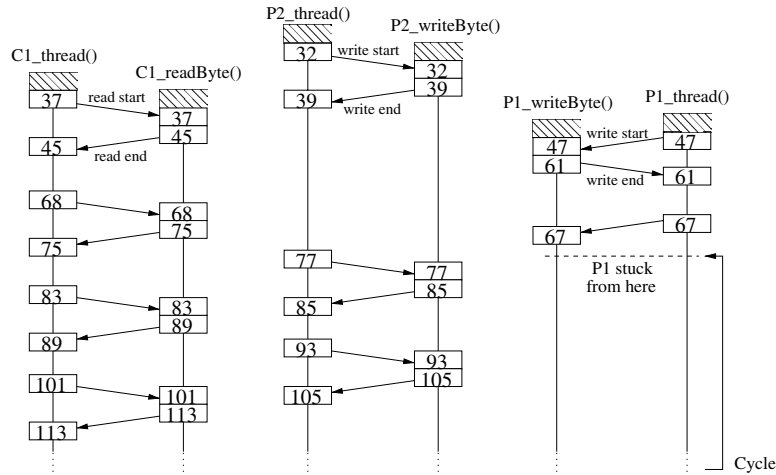 C1_thread()
C1_readByte()
37
read start
37
45
45
read end
68
68
75
75
83
83
89
89
101
101
113
113
P2_thread()
P2_writeByte()
32
write start
32
39
39
write end
77
77
85
85
93
93
105
105
P1_writeByte()
P1_thread()
write start
47
47
61
write end
61
67
67
P1 stuck
from here
Cycle